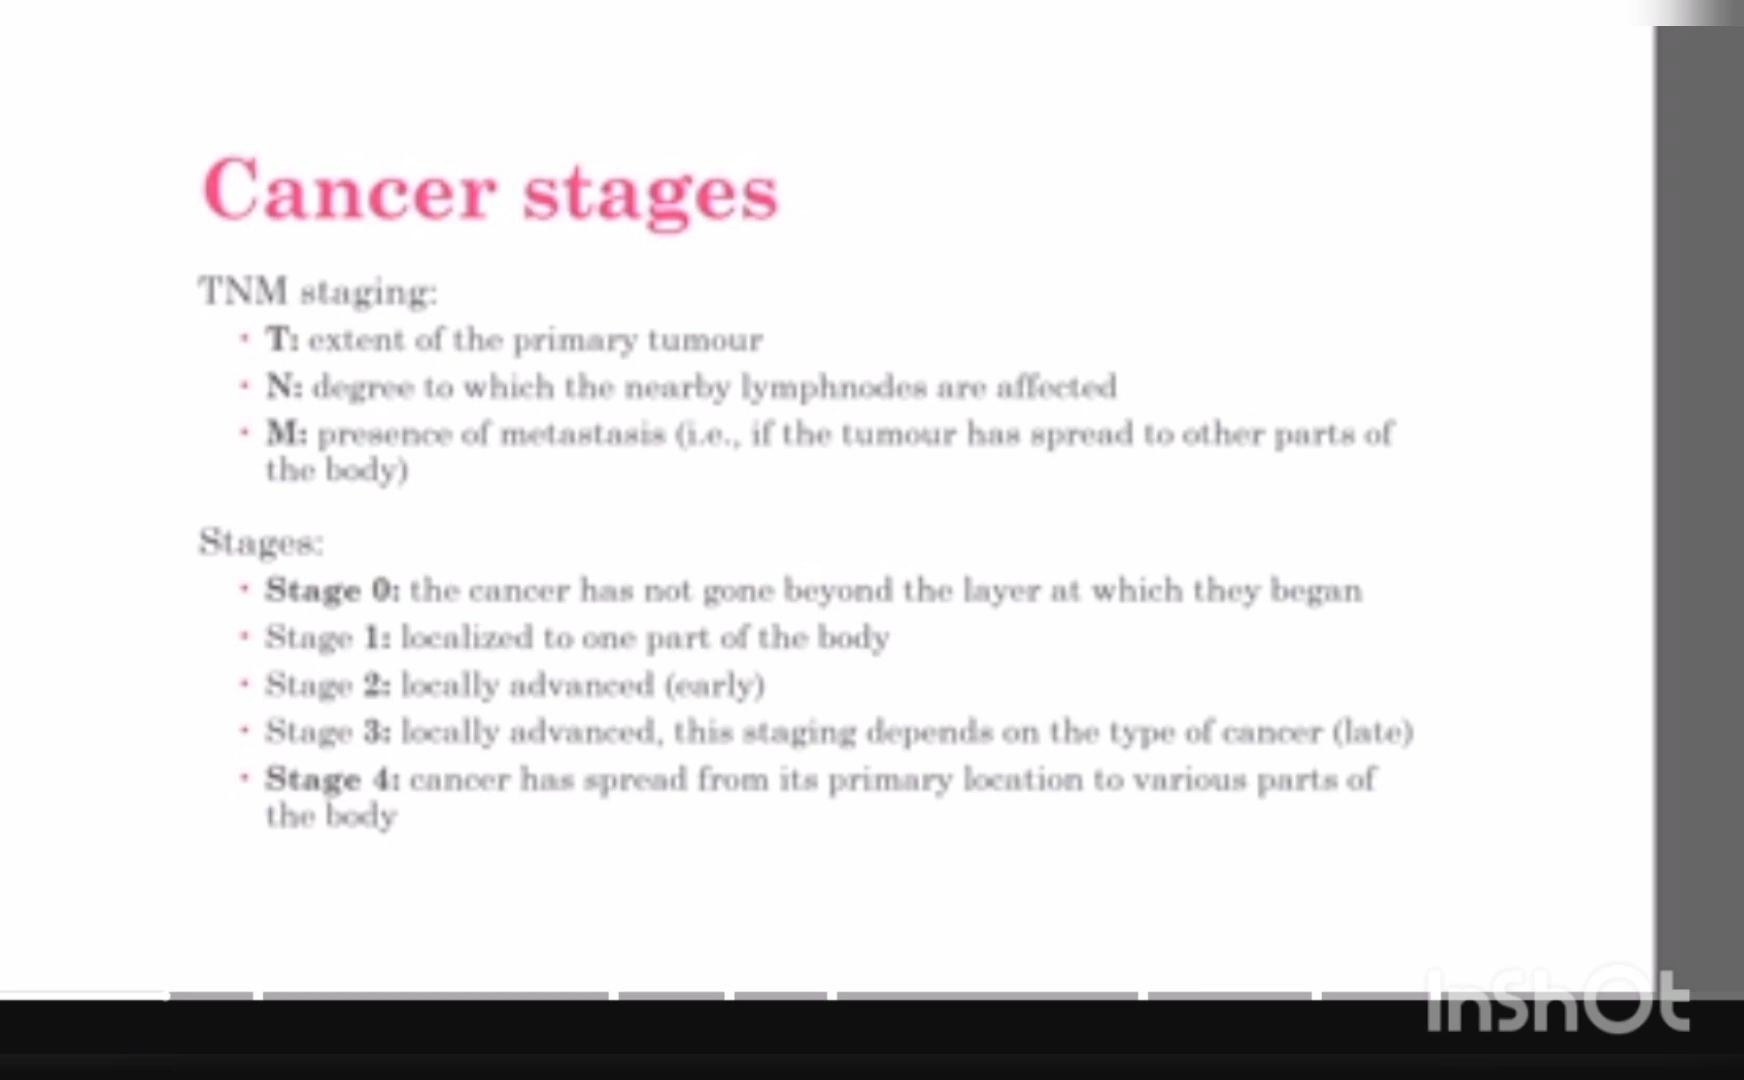 Cancer stages
TNM staging:
• T: extent of the primary tumour
• N: degree to which the nearby lymphnodes are affected
• M: presence of metastasis (i.e., if the tumour has spread to other parts of
the body)
Stages:
• Stage 0: the cancer has not gone beyond the layer at which they began
• Stage 1: localized to one part of the body
• Stage 2: locally advanced (early)
• Stage 3: locally advanced, this staging depends on the type of cancer (late)
• Stage 4: cancer has spread from its primary location to various parts of
the body
InShOt